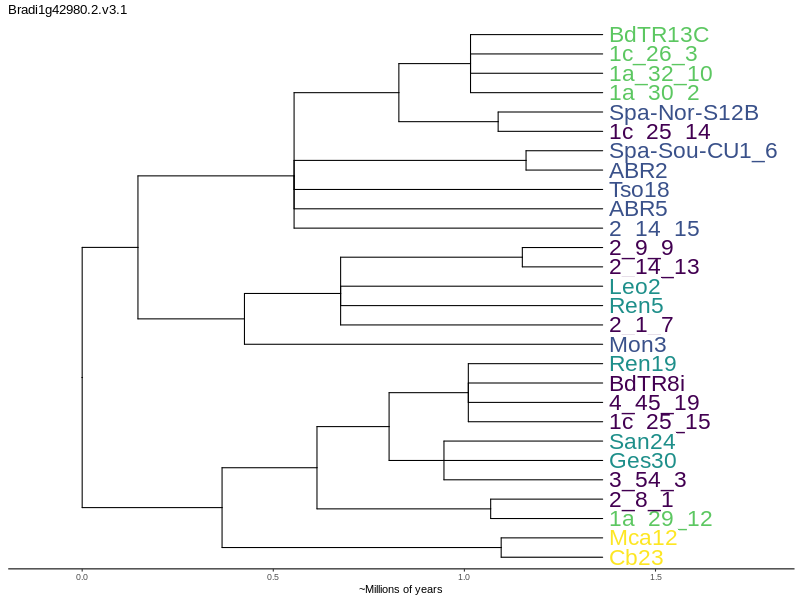 Bradi1g42980.2.v3.1
BdTR13C
1c_26_3
1a_32_10
1a_30_2
Spa-Nor-S12B
1c_25_14
Spa-Sou-CU1_6
ABR2
Tso18
ABR5
2_14_15
2_9_9
2_14_13
Leo2
Ren5
2_1_7
Mon3
Ren19
BdTR8i
4_45_19
1c_25_15
San24
Ges30
3_54_3
2_8_1
1a_29_12
Mca12
Cb23
0.0 0.5 1.0 1.5
~Millions of years